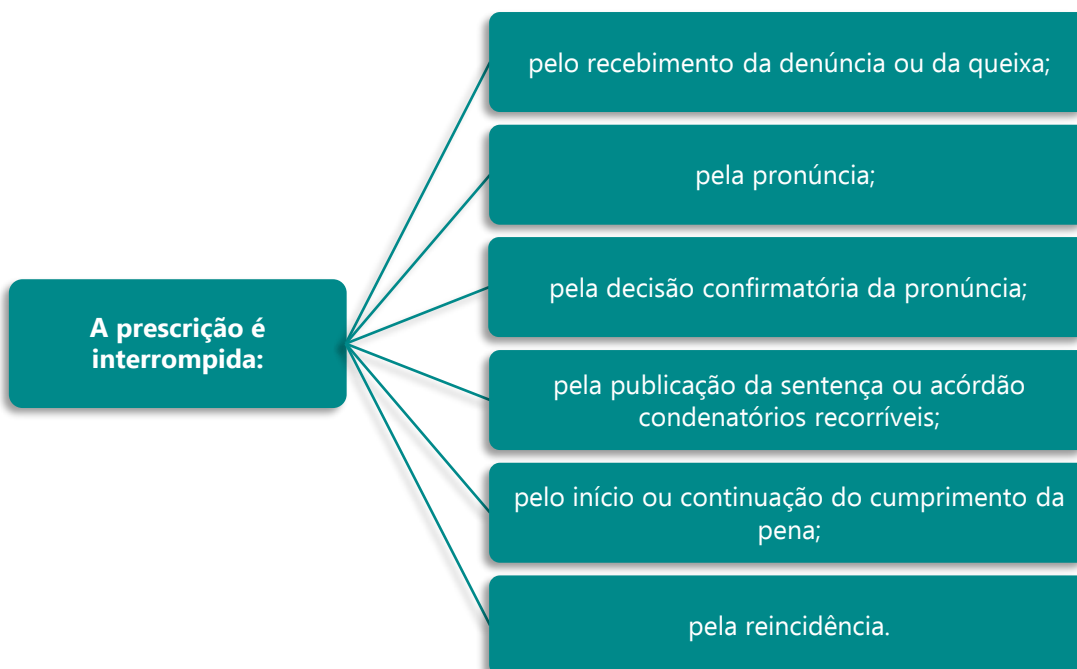 A prescrição é
interrompida:
pelo recebimento da denúncia ou da queixa;
pela pronúncia;
pela decisão confirmatória da pronúncia;
pela publicação da sentença ou acórdão
condenatórios recorríveis;
pelo início ou continuação do cumprimento da
pena;
pela reincidência.